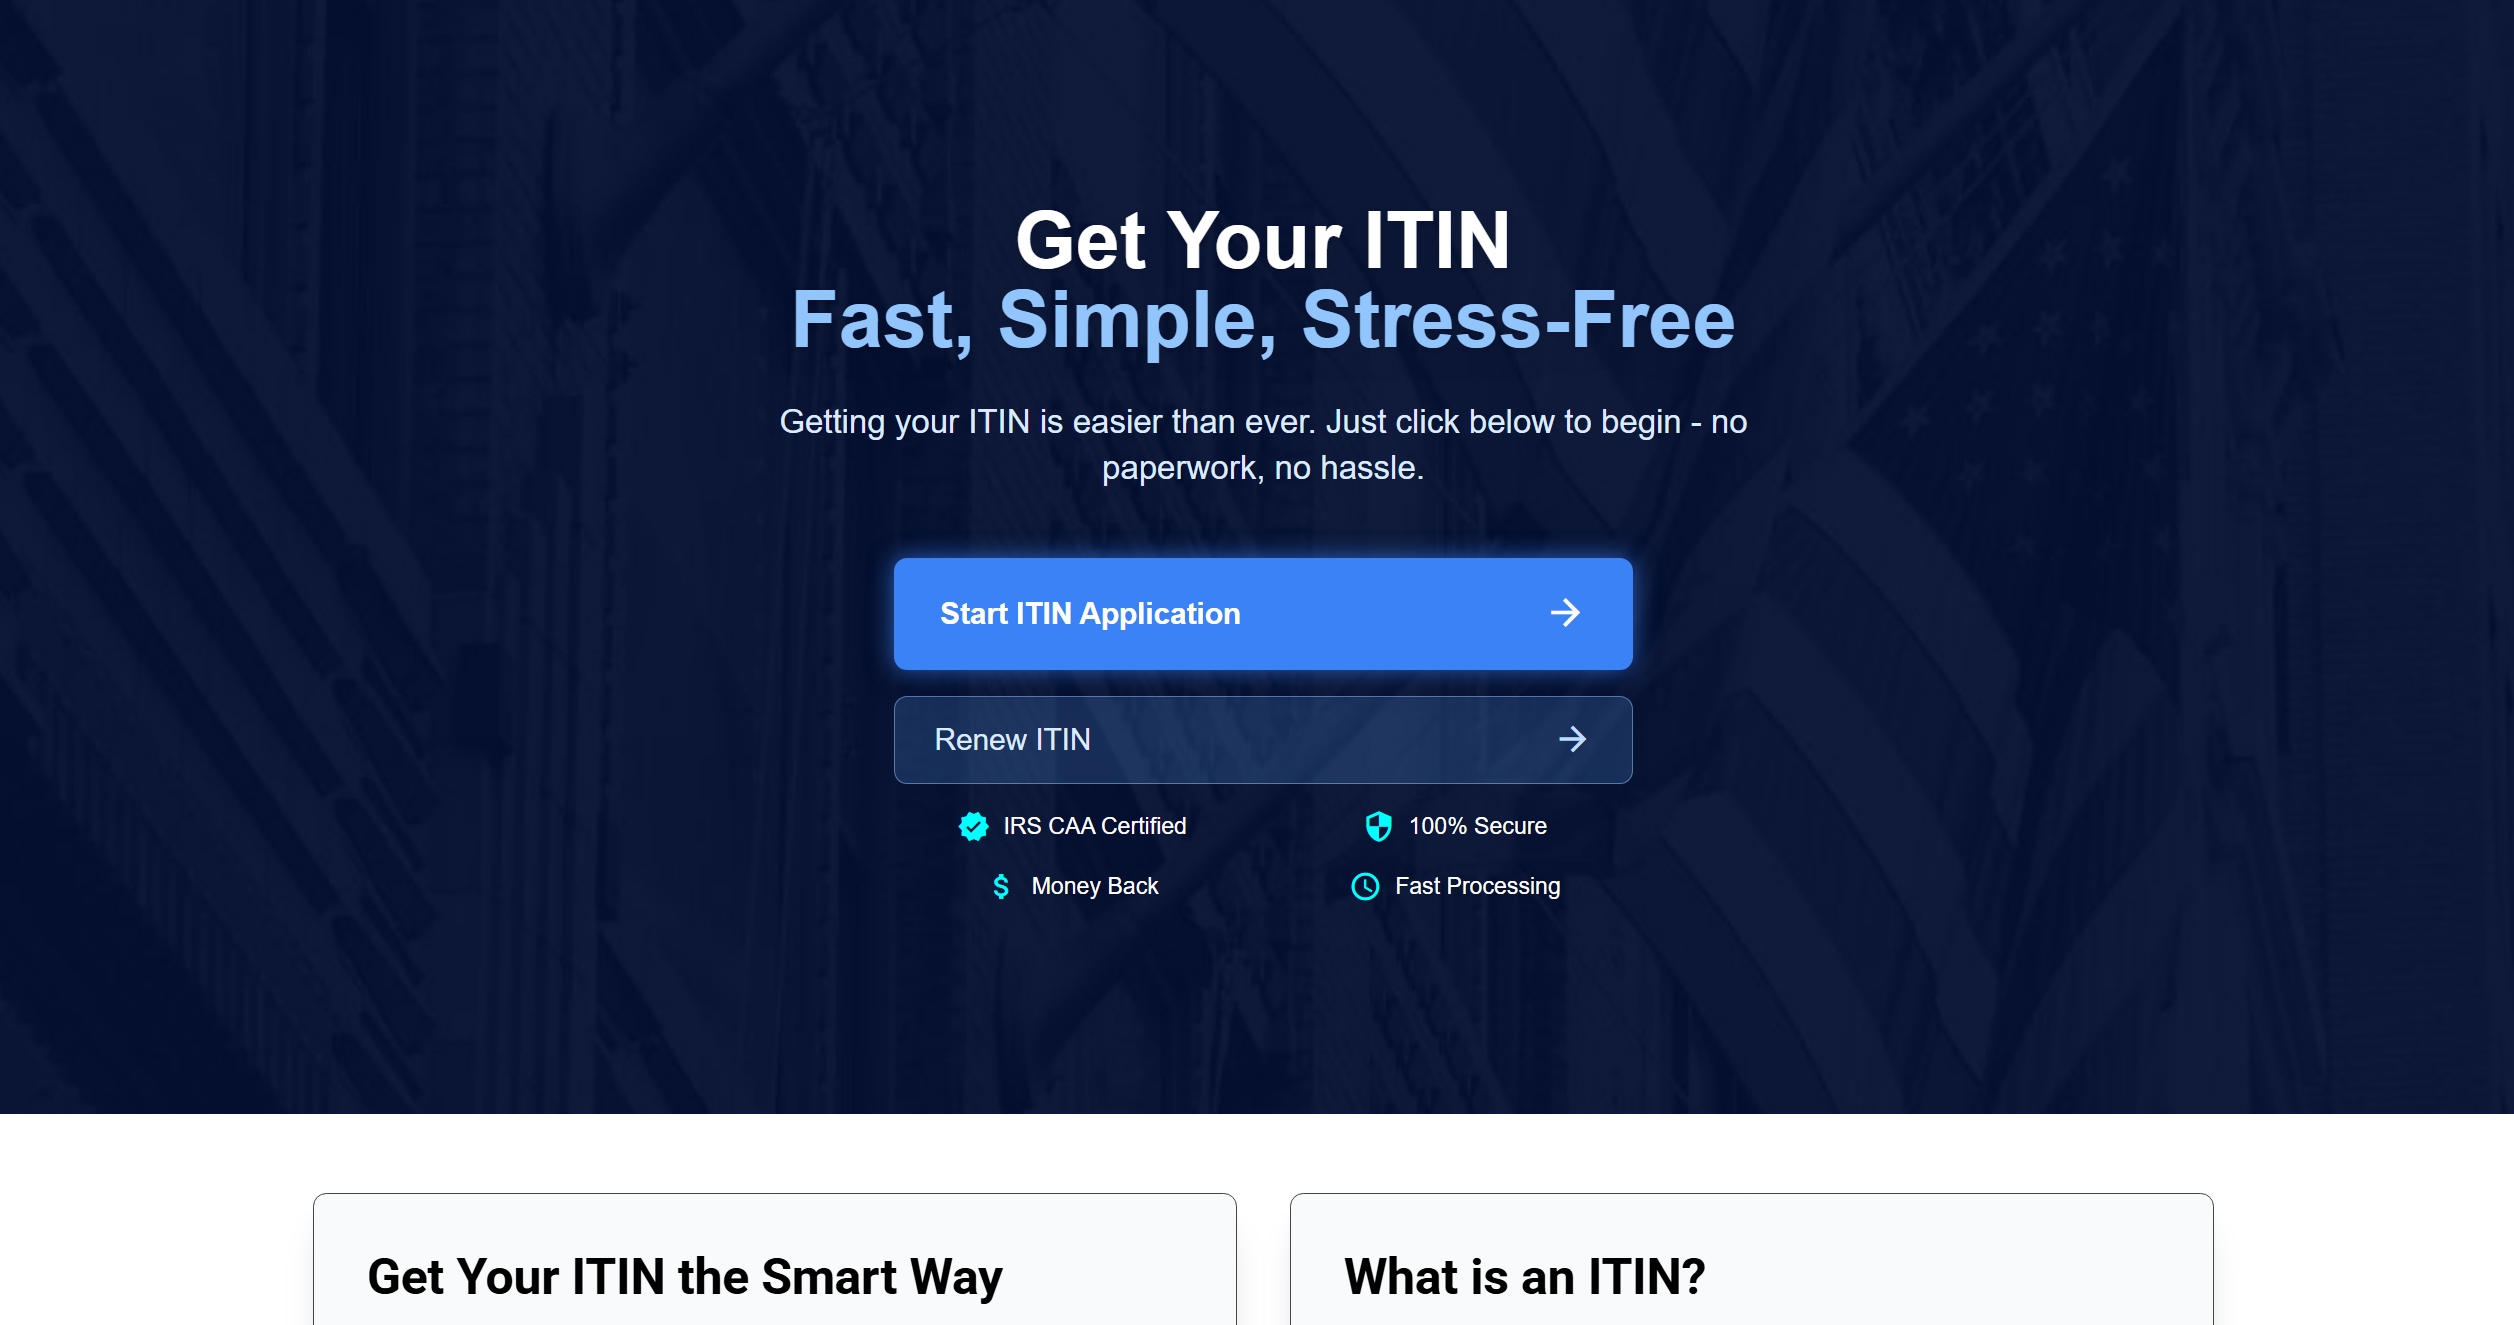 Get Your ITIN
Fast, Simple, Stress-Free
Getting your ITIN is easier than ever. Just click below to begin - no
paperwork, no hassle.
Start ITIN Application
Renew ITIN
IRS CAA Certified
100% Secure
Money Back
Fast Processing
Get Your ITIN the Smart Way
What is an ITIN?